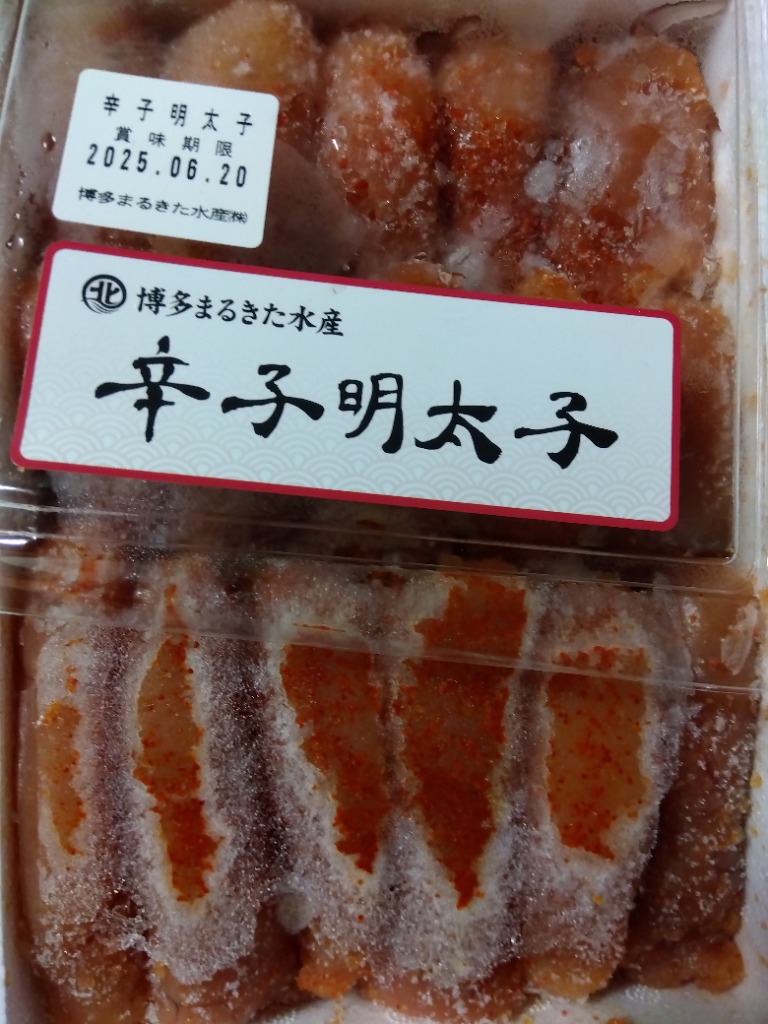 辛子明太子
賞味期限
2025.06.20
博多まるきた水産㈱
北 博多まるきた水産
辛子明太子